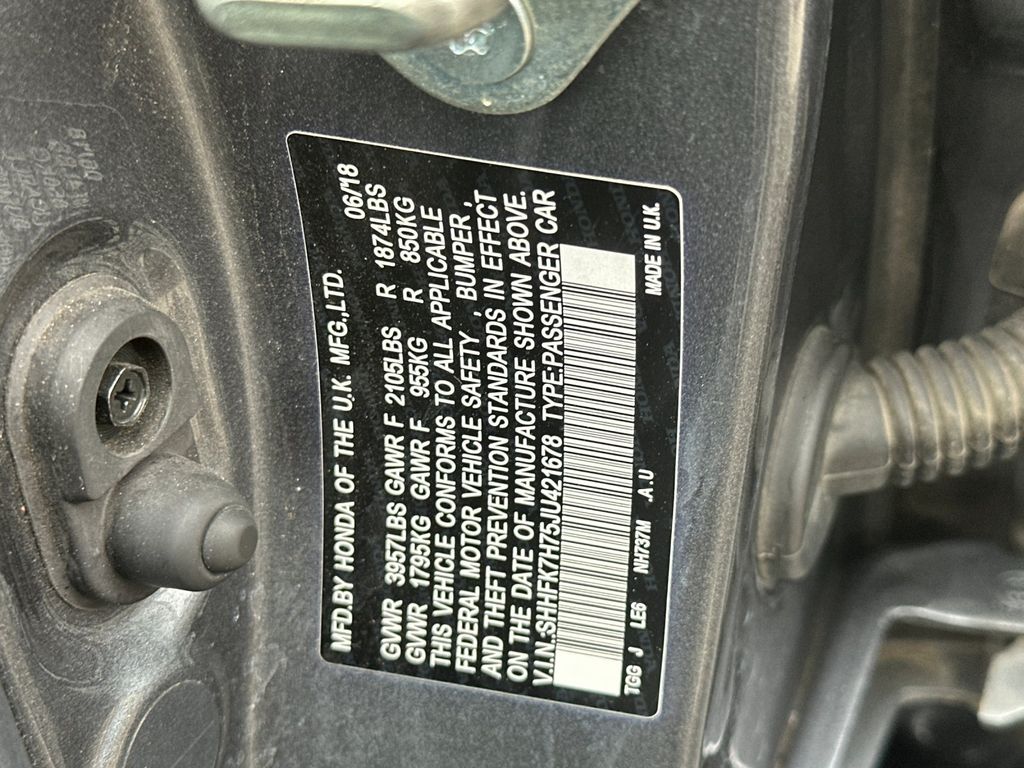 MFD.BY HONDA OF THE U.K. MFG.,LTD. 06/18
GVWR 3957LBS GAWR F 2105LBS R 1874LBS
GVWR 1795KG GAWR F 955KG R 850KG
THIS VEHICLE CONFORMS TO ALL APPLICABLE
FEDERAL MOTOR VEHICLE SAFETY , BUMPER ,
AND THEFT PREVENTION STANDARDS IN EFFECT
ON THE DATE OF MANUFACTURE SHOWN ABOVE.
V.I.N.:SHHFK7H75JU421678 TYPE:PASSENGER CAR
TGG J LE6 NH737M .A.U MADE IN U.K.